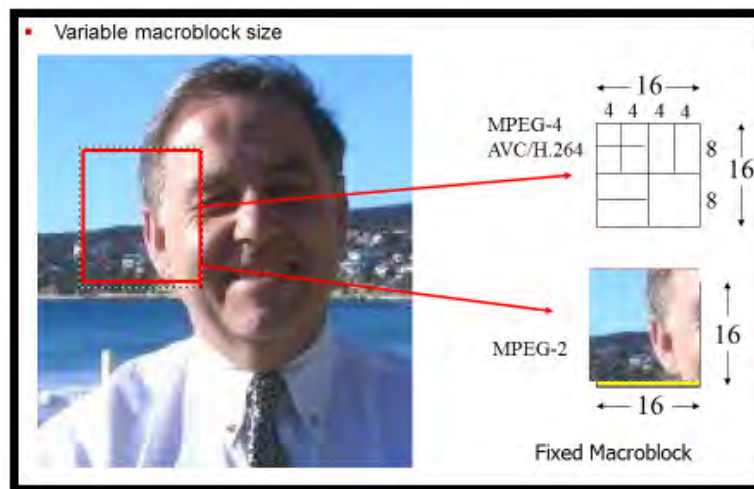 Variable macroblock size
16
4 4 4 4
MPEG-4
AVC/H.264
8
16
8
MPEG-2
16
16
Fixed Macroblock